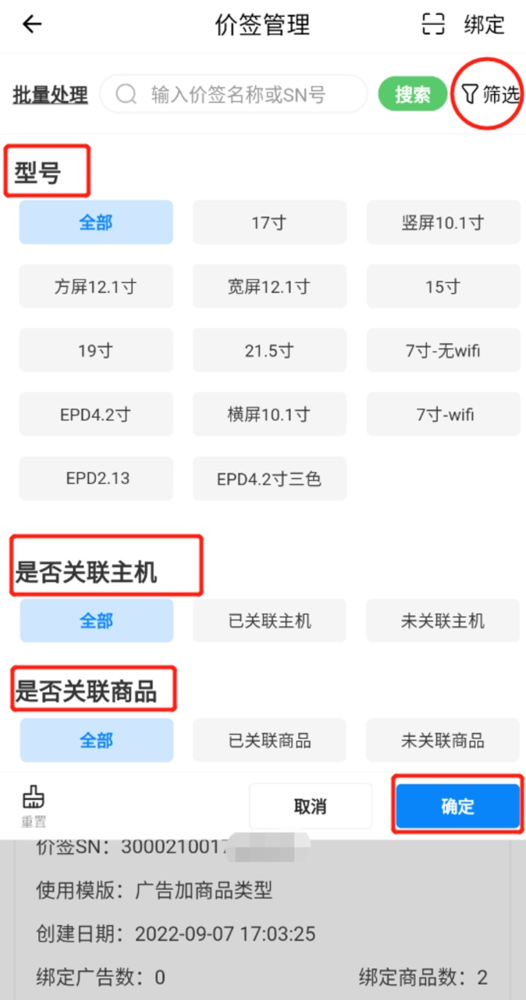 价签管理 绑定
批量处理 输入价签名称或SN号 搜索 筛选
型号
全部 17寸 竖屏10.1寸
方屏12.1寸 宽屏12.1寸 15寸
19寸 21.5寸 7寸-无wifi
EPD4.2寸 横屏10.1寸 7寸-wifi
EPD2.13 EPD4.2寸三色
是否关联主机
全部 已关联主机 未关联主机
是否关联商品
全部 已关联商品 未关联商品
重置 取消 确定
价签SN：300021001
使用模版：广告加商品类型
创建日期：2022-09-07 17:03:25
绑定广告数：0 绑定商品数：2